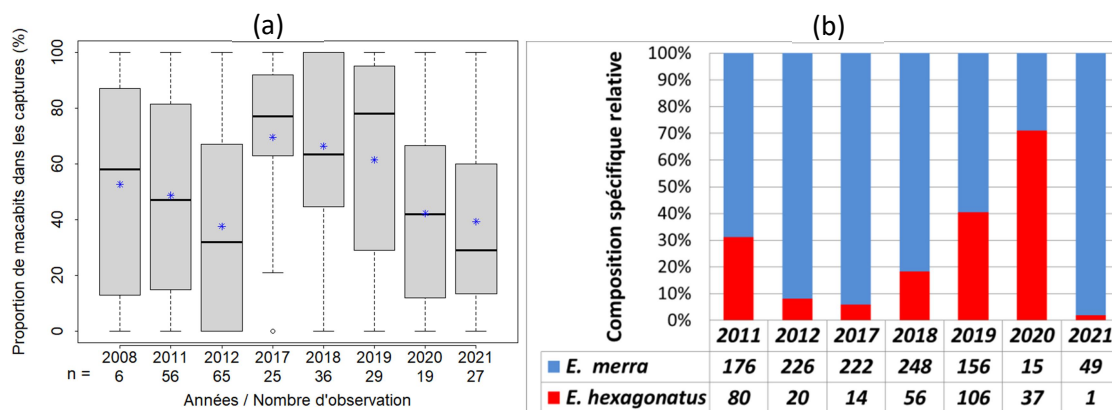 (a)
Proportion de macabits dans les captures (%)
100
80
60
40
20
0
2008 2011 2012 2017 2018 2019 2020 2021
n = 6 56 65 25 36 29 19 27
Années / Nombre d'observation
(b)
Composition spécifique relative
100%
90%
80%
70%
60%
50%
40%
30%
20%
10%
0%
2011 2012 2017 2018 2019 2020 2021
E. merra 176 226 222 248 156 15 49
E. hexagonatus 80 20 14 56 106 37 1